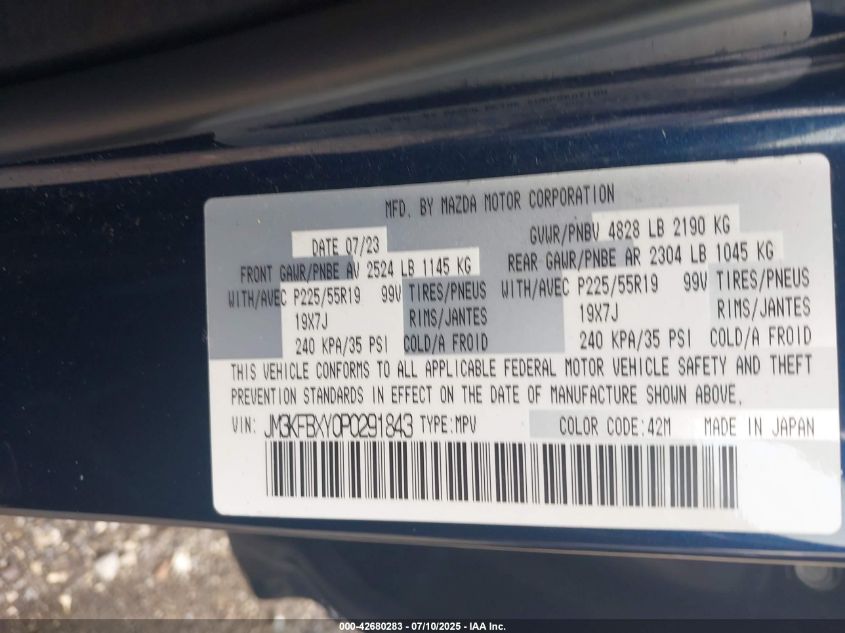 MFD. BY MAZDA MOTOR CORPORATION
DATE 07/23 GVWR/PNBV 4828 LB 2190 KG
FRONT GAWR/PNBE AV 2524 LB 1145 KG REAR GAWR/PNBE AR 2304 LB 1045 KG
WITH/AVEC P225/55R19 99V TIRES/PNEUS WITH/AVEC P225/55R19 99V TIRES/PNEUS
19X7J RIMS/JANTES 19X7J RIMS/JANTES
240 KPA/35 PSI COLD/A FROID 240 KPA/35 PSI COLD/A FROID
THIS VEHICLE CONFORMS TO ALL APPLICABLE FEDERAL MOTOR VEHICLE SAFETY AND THEFT
PREVENTION STANDARDS IN EFFECT ON THE DATE OF MANUFACTURE SHOWN ABOVE.
VIN: JM3KFBXY0P0291843 TYPE:MPV COLOR CODE:42M MADE IN JAPAN
000-42680283 - 07/10/2025 - IAA Inc.